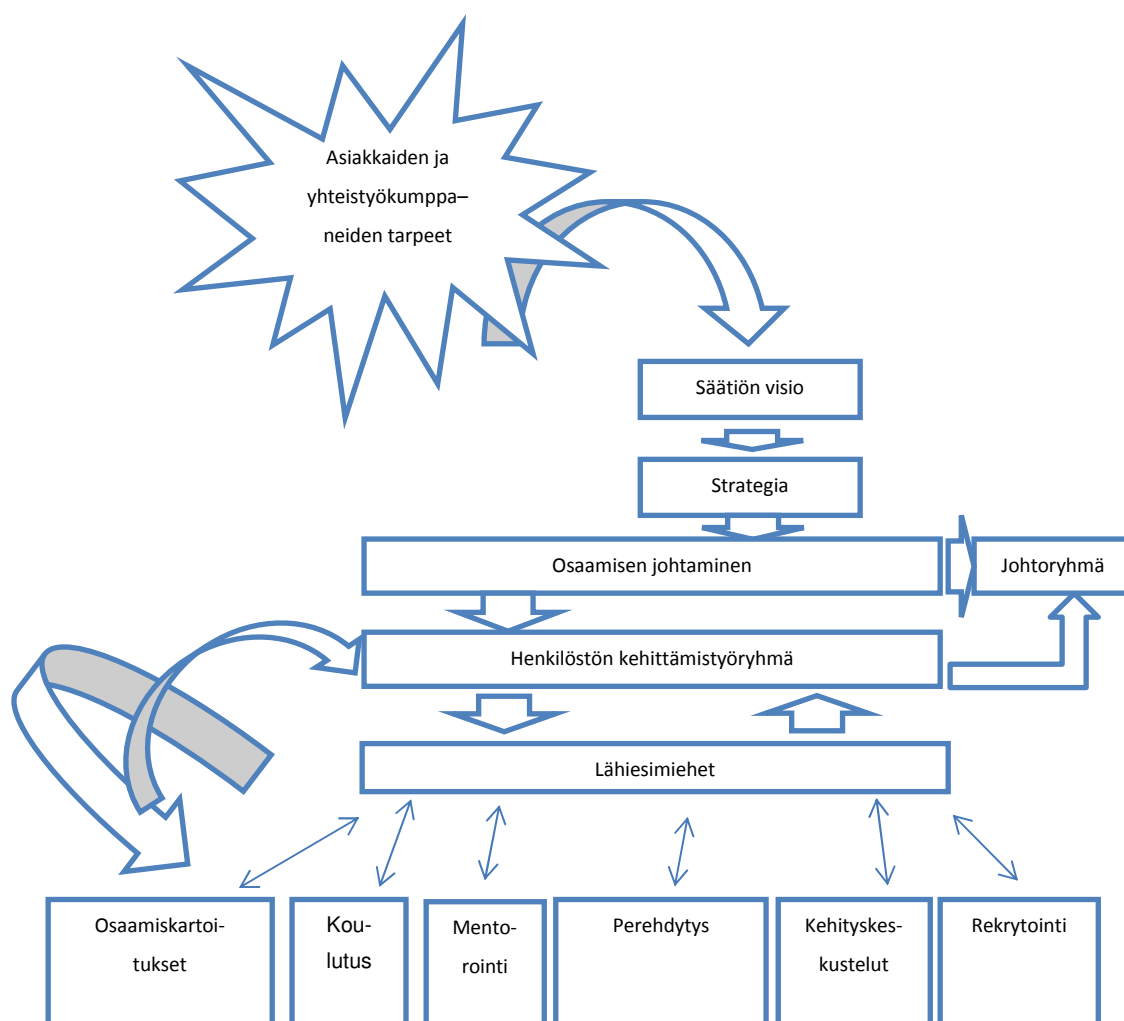 Asiakkaiden ja
yhteistyökumppa–
neiden tarpeet
Säätiön visio
Strategia
Osaamisen johtaminen
Johtoryhmä
Henkilöstön kehittämistyöryhmä
Lähiesimiehet
Osaamiskartoi-
tukset
Kou-
lutus
Mento-
rointi
Perehdytys
Kehityskes-
kustelut
Rekrytointi